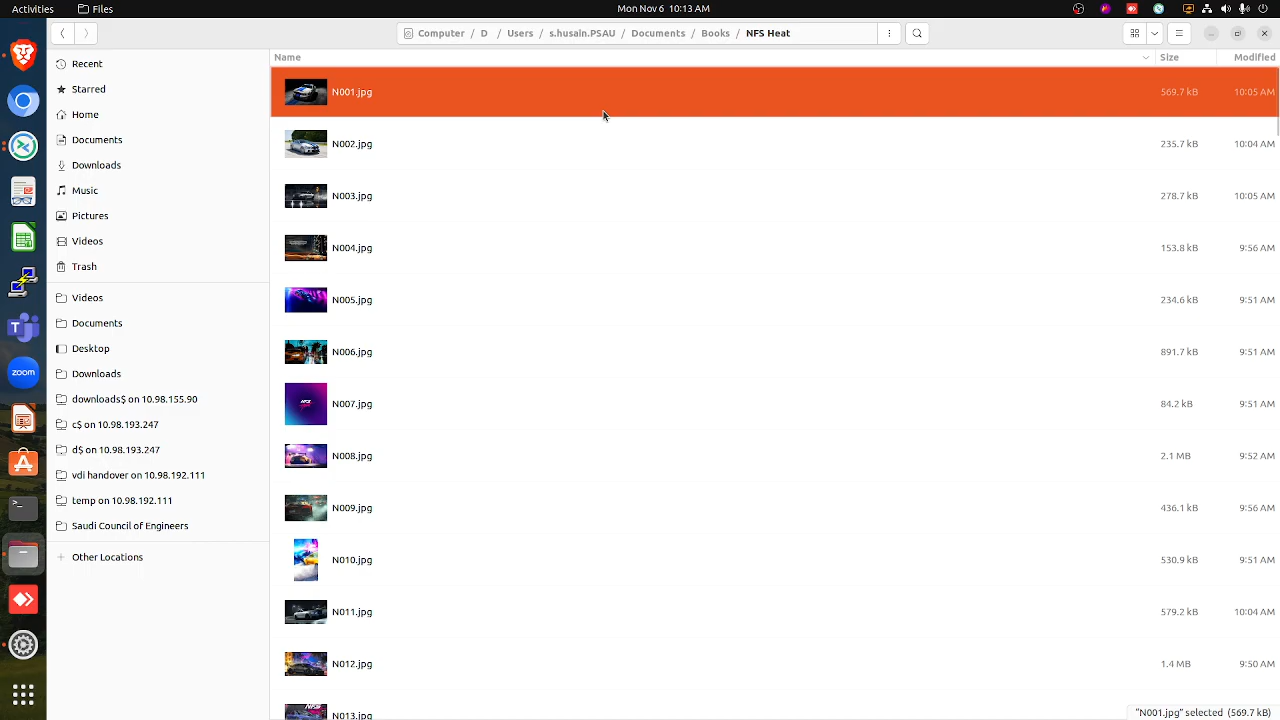 Activities Files Mon Nov 6 10:13 AM
Computer / D / Users / s.husain.PSAU / Documents / Books / NFS Heat
Name Size Modified
Recent
Starred
Home
Documents
Downloads
Music
Pictures
Videos
Trash
Videos
Documents
Desktop
Downloads
downloads$ on 10.98.155.90
c$ on 10.98.193.247
d$ on 10.98.193.247
vdi handover on 10.98.192.111
temp on 10.98.192.111
Saudi Council of Engineers
+ Other Locations
zoom
N001.jpg 569.7 kB 10:05 AM
N002.jpg 235.7 kB 10:04 AM
N003.jpg 278.7 kB 10:05 AM
N004.jpg 153.8 kB 9:56 AM
N005.jpg 234.6 kB 9:51 AM
N006.jpg 891.7 kB 9:51 AM
N007.jpg 84.2 kB 9:51 AM
N008.jpg 2.1 MB 9:52 AM
N009.jpg 436.1 kB 9:56 AM
N010.jpg 530.9 kB 9:51 AM
N011.jpg 579.2 kB 10:04 AM
N012.jpg 1.4 MB 9:50 AM
N013.jpg
"N001.jpg" selected (569.7 kB)